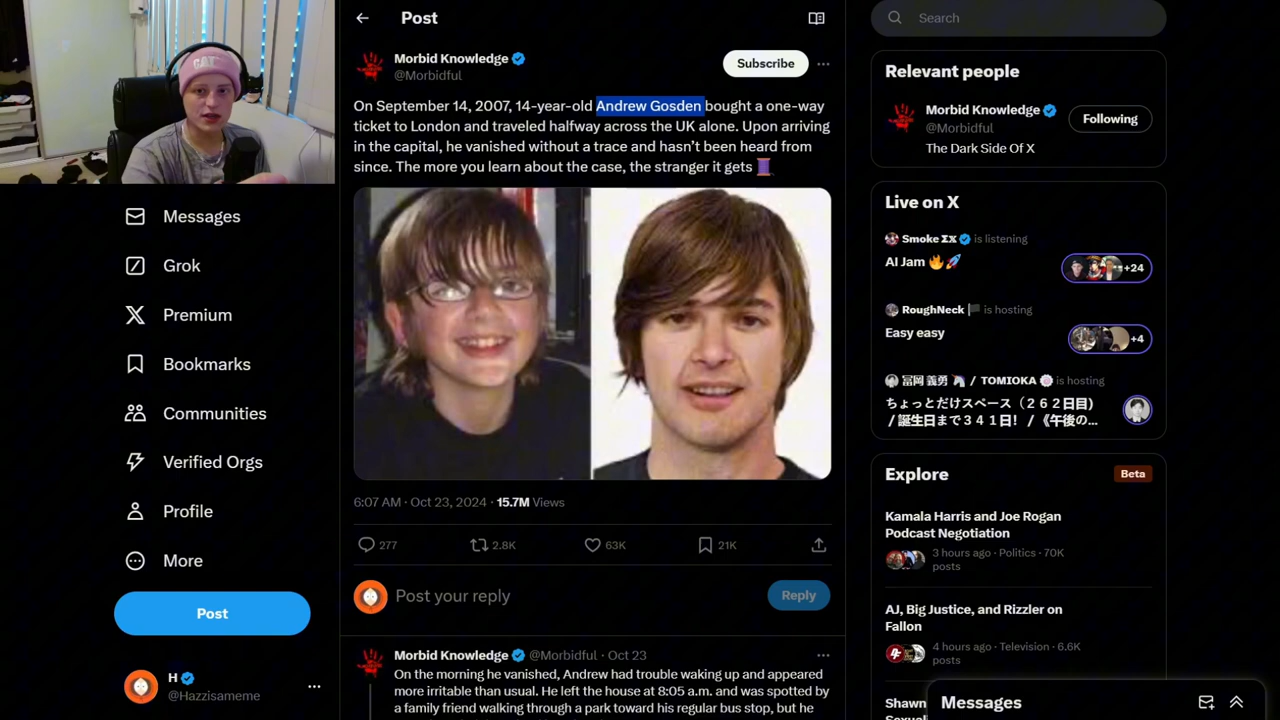 CAT
Post
Search
Morbid Knowledge
@Morbidful
Subscribe
On September 14, 2007, 14-year-old Andrew Gosden bought a one-way
ticket to London and traveled halfway across the UK alone. Upon arriving
in the capital, he vanished without a trace and hasn't been heard from
since. The more you learn about the case, the stranger it gets
6:07 AM · Oct 23, 2024 · 15.7M Views
277
2.8K
63K
21K
Post your reply
Reply
Morbid Knowledge @Morbidful · Oct 23
On the morning he vanished, Andrew had trouble waking up and appeared
more irritable than usual. He left the house at 8:05 a.m. and was spotted
by a family friend walking through a park toward his regular bus stop, but he
Messages
Grok
Premium
Bookmarks
Communities
Verified Orgs
Profile
More
Post
H
@Hazzisameme
Relevant people
Morbid Knowledge
@Morbidful
Following
The Dark Side Of X
Live on X
Smoke ΣX is listening
AI Jam
+24
RoughNeck is hosting
Easy easy
+4
冨岡 義勇 / TOMIOKA is hosting
ちょっとだけスペース（２６２日目）
/ 誕生日まで３４１日！ / 《午後の...
Explore
Beta
Kamala Harris and Joe Rogan
Podcast Negotiation
3 hours ago · Politics · 70K
posts
AJ, Big Justice, and Rizzler on
Fallon
4 hours ago · Television · 6.6K
posts
Shawn
Messages